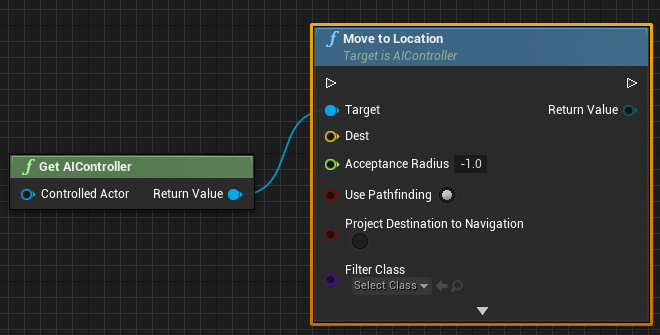 f Move to Location
Target is AIController
Target Return Value
Dest
Acceptance Radius -1.0
f Get AIController
Controlled Actor Return Value
Use Pathfinding
Project Destination to Navigation
Filter Class
Select Class